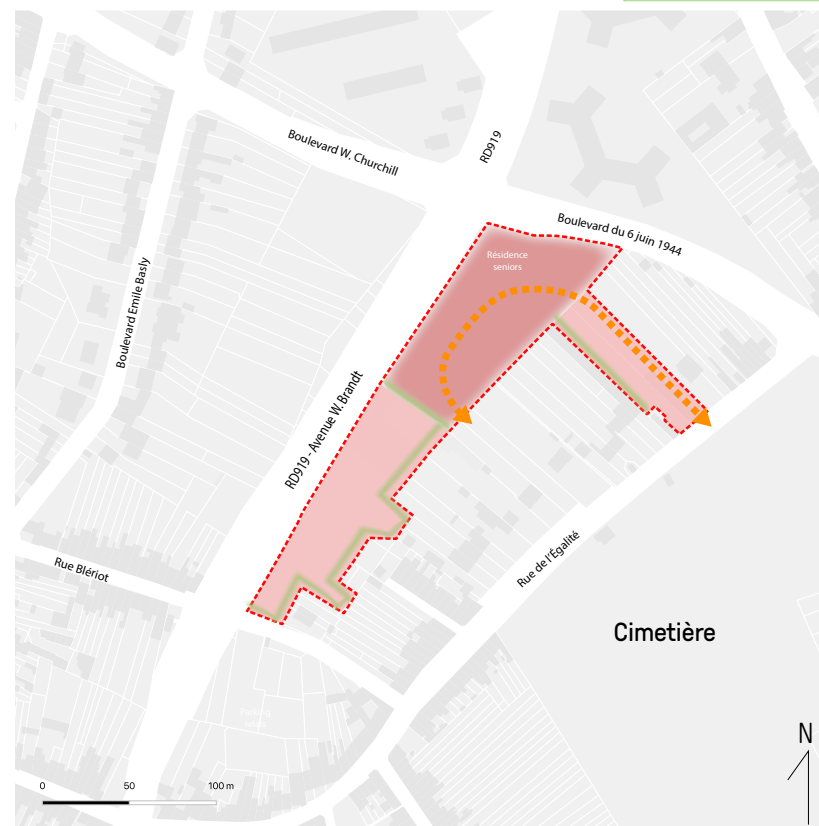 Boulevard W. Churchill
RD919
Boulevard du 6 juin 1944
Résidence
seniors
Boulevard Emile Basly
RD919 - Avenue W. Brandt
Rue Blériot
Rue de l'Égalité
Cimetière
N
0 50 100 m